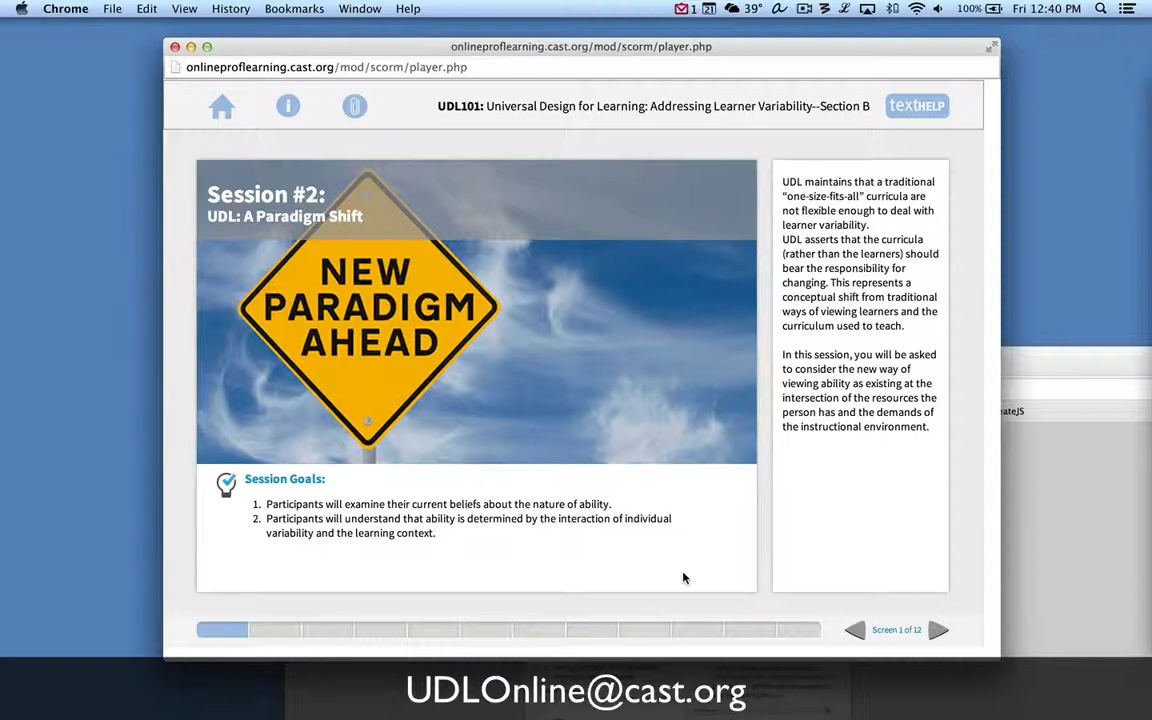 Chrome File Edit View History Bookmarks Window Help
1 21 39° 100% Fri 12:40 PM
onlineproflearning.cast.org/mod/scorm/player.php
onlineproflearning.cast.org/mod/scorm/player.php
UDL101: Universal Design for Learning: Addressing Learner Variability--Section B
textHELP
Session #2:
UDL: A Paradigm Shift
NEW
PARADIGM
AHEAD
Session Goals:
1. Participants will examine their current beliefs about the nature of ability.
2. Participants will understand that ability is determined by the interaction of individual
variability and the learning context.
UDL maintains that a traditional
“one-size-fits-all” curricula are
not flexible enough to deal with
learner variability.
UDL asserts that the curricula
(rather than the learners) should
bear the responsibility for
changing. This represents a
conceptual shift from traditional
ways of viewing learners and the
curriculum used to teach.
In this session, you will be asked
to consider the new way of
viewing ability as existing at the
intersection of the resources the
person has and the demands of
the instructional environment.
eateJS
Screen 1 of 12
UDLOnline@cast.org